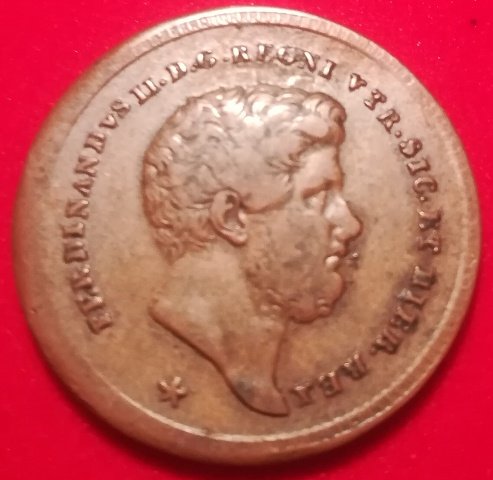 FERDINANDVS II. D. G. REGNI VTR. SIC. ET HIER. REX